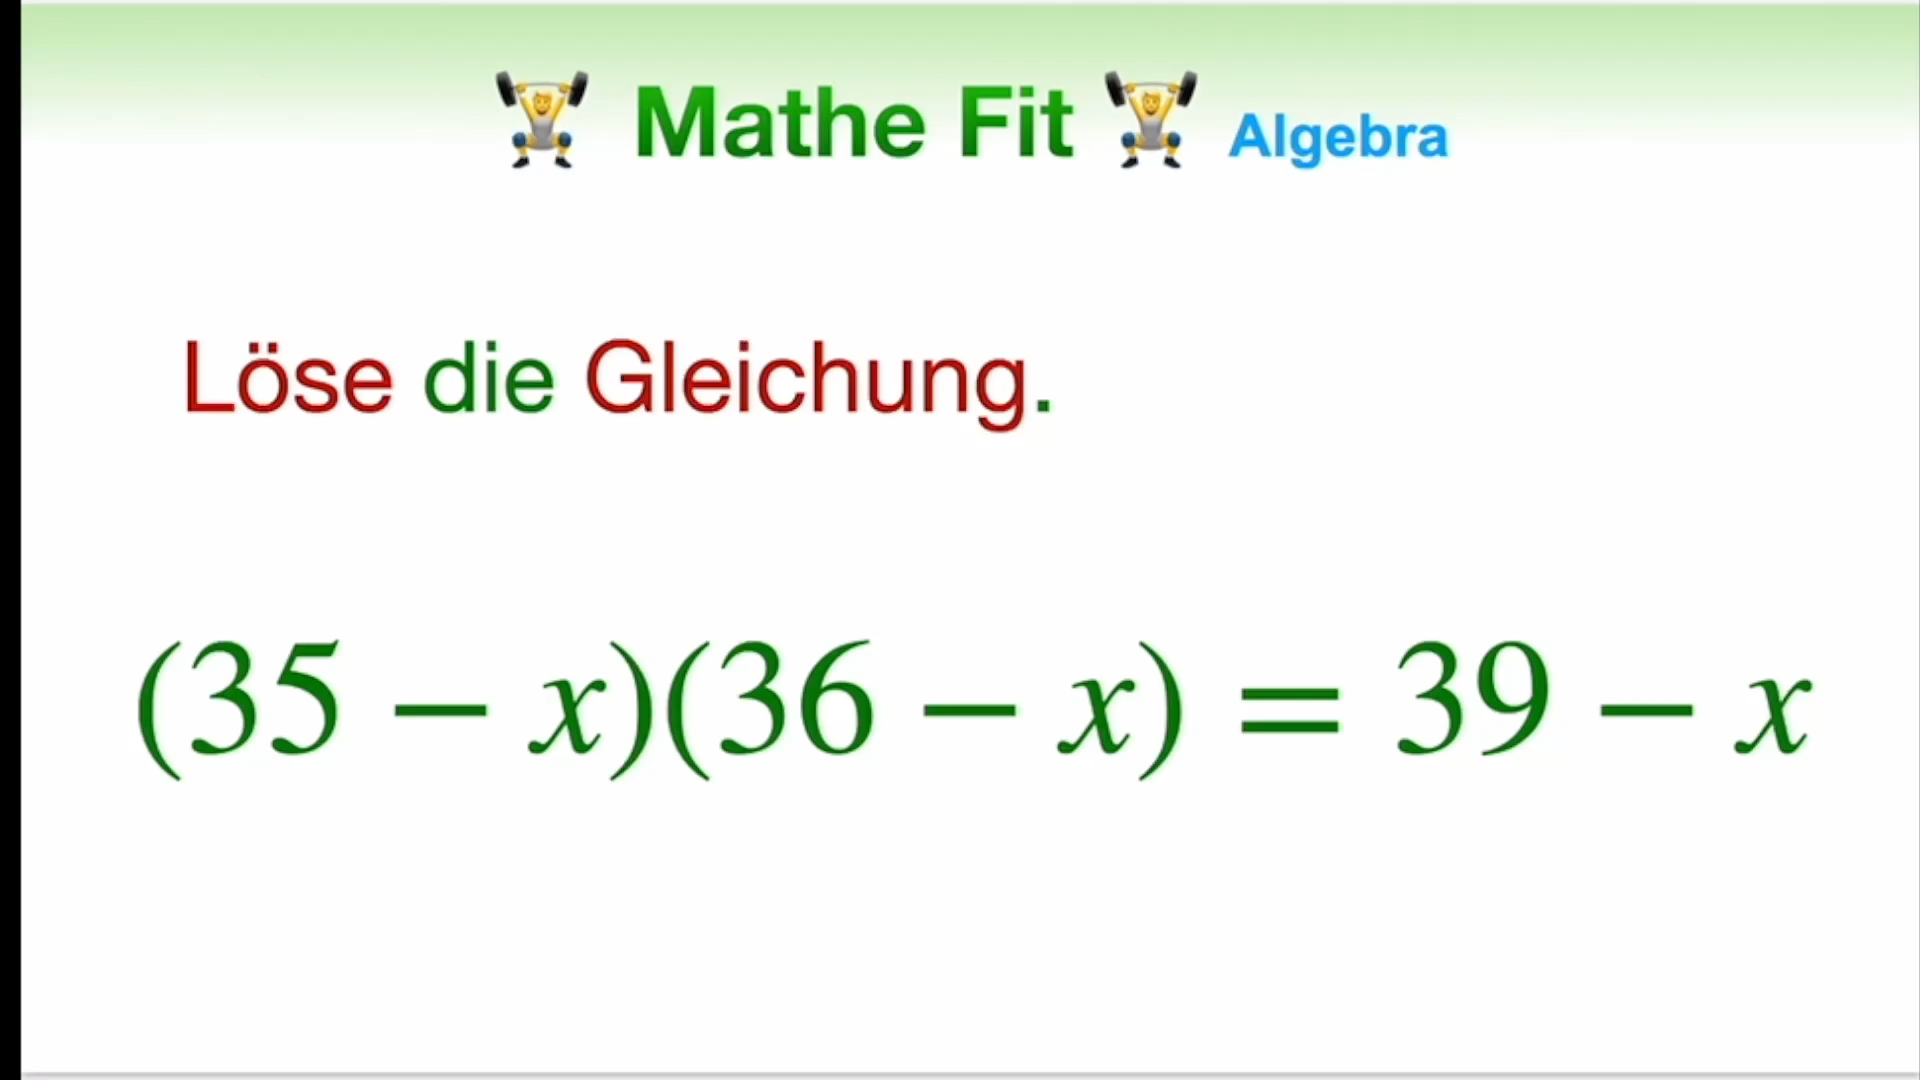 Mathe Fit Algebra
Löse die Gleichung.
(35 − x)(36 − x) = 39 − x